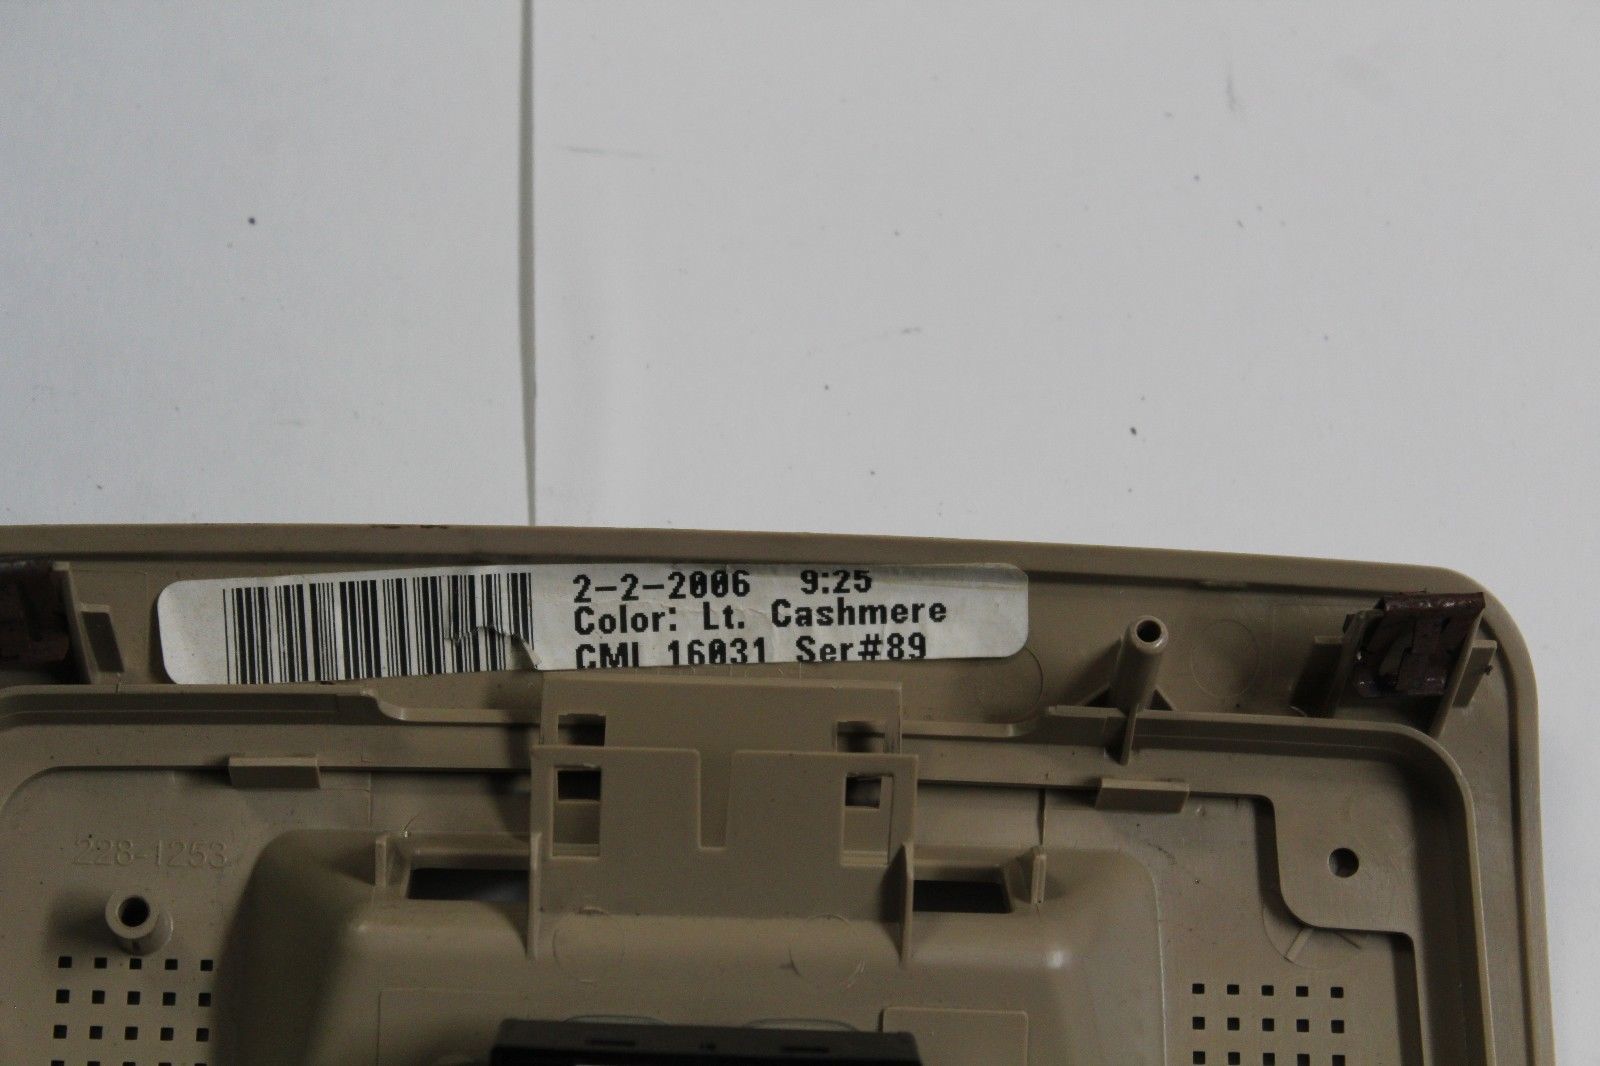 2-2-2006 9:25
Color: Lt. Cashmere
CML 16031 Ser#89
228-1253